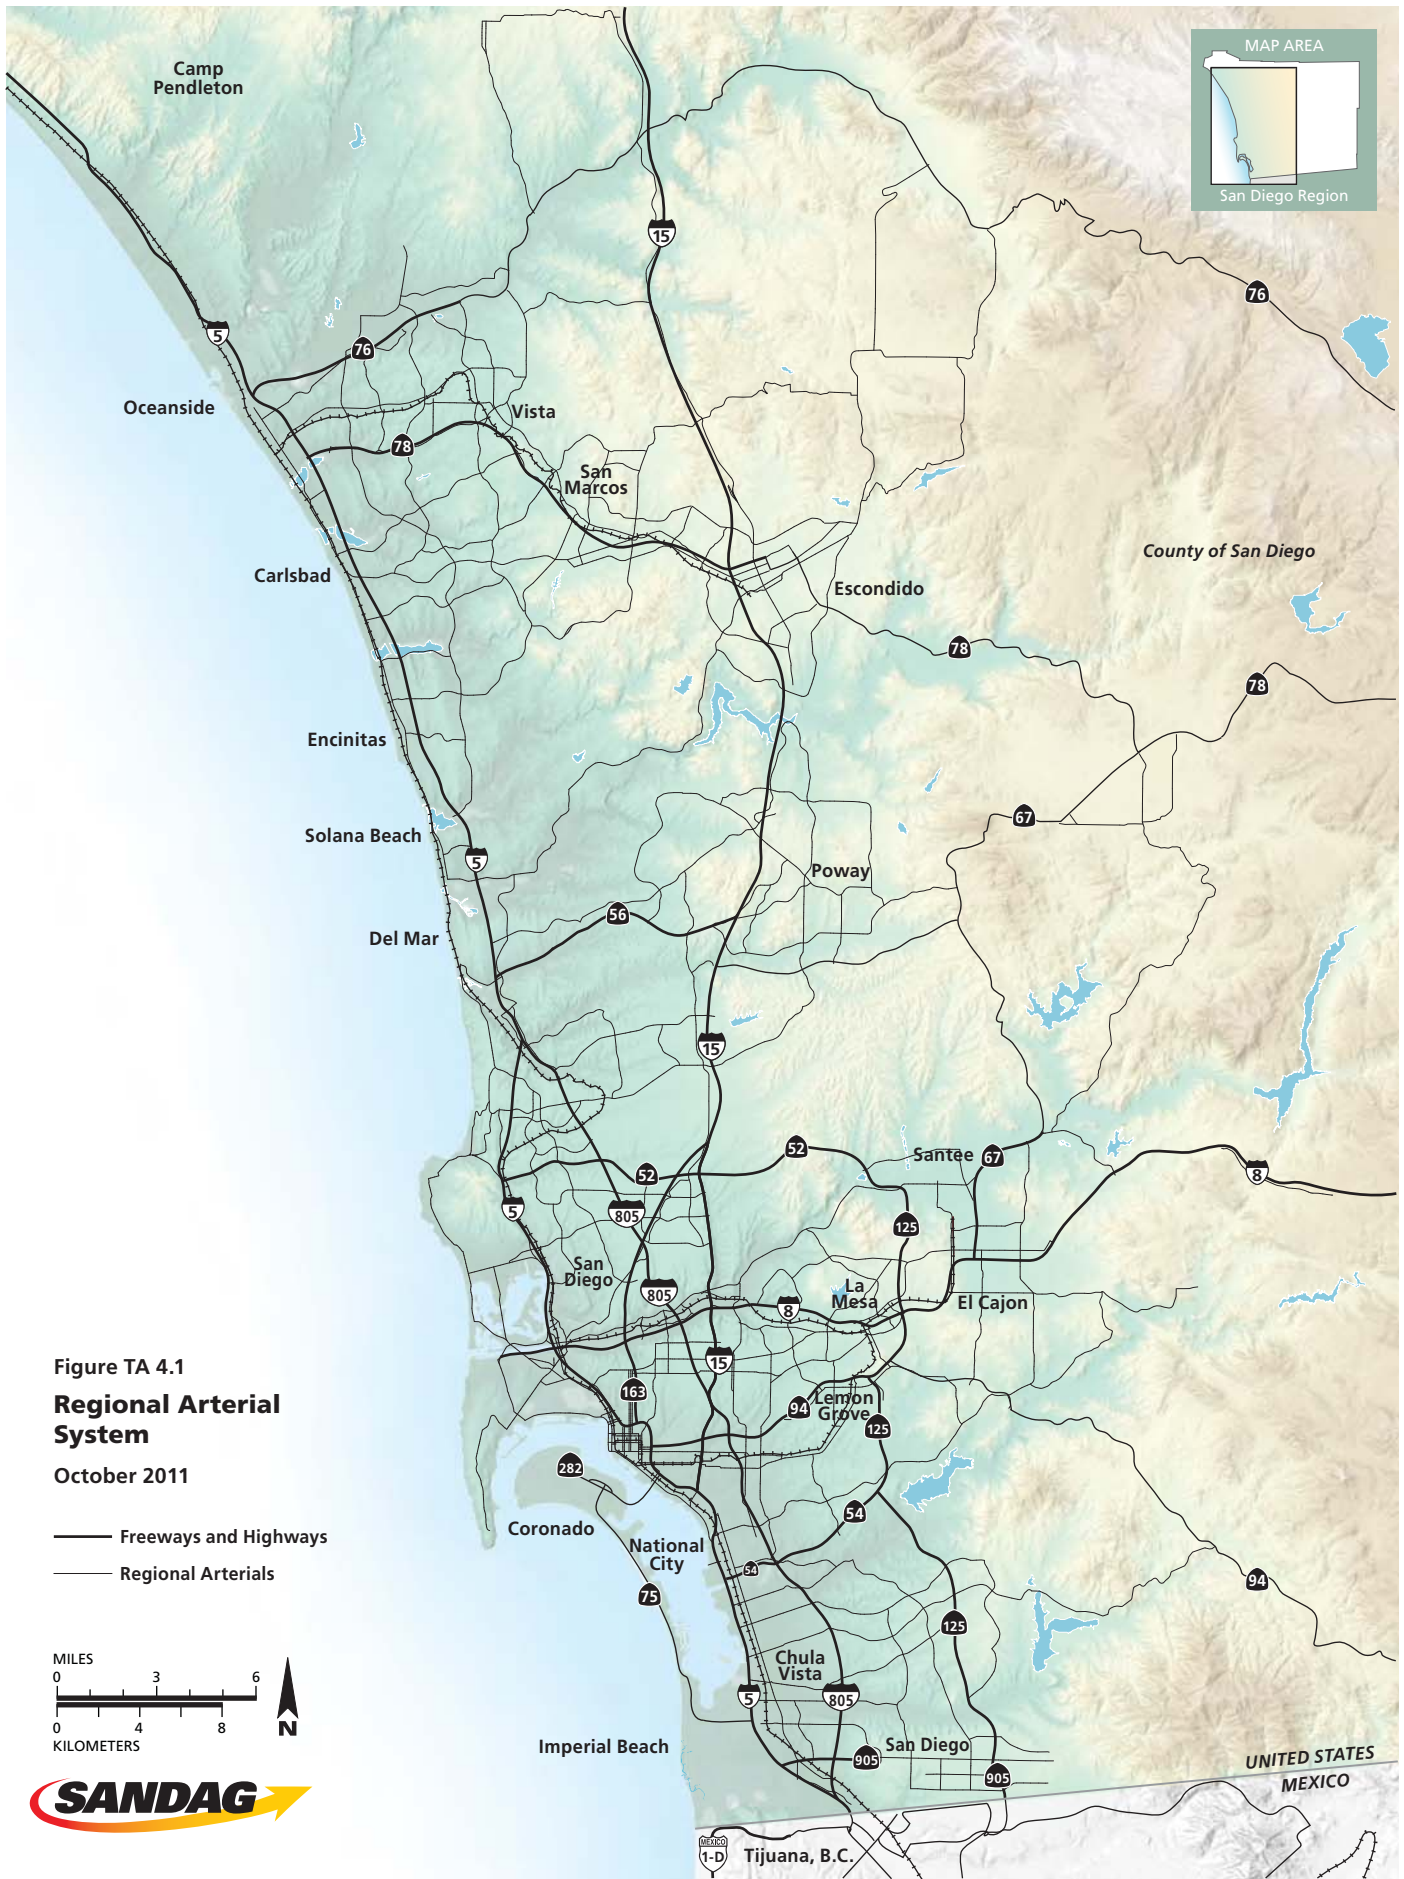 Camp
Pendleton
MAP AREA
San Diego Region
15
76
5
76
Oceanside
Vista
78
San
Marcos
County of San Diego
Carlsbad
Escondido
78
78
Encinitas
67
Solana Beach
5
Poway
56
Del Mar
15
52
Santee
67
52
8
5
805
125
San
Diego
805
La
Mesa
8
El Cajon
15
163
94
Lemon
Grove
125
282
54
Coronado
National
City
54
75
94
125
Chula
Vista
5
805
Imperial Beach
905
San Diego
905
UNITED STATES
MEXICO
MEXICO
1-D
Tijuana, B.C.
Figure TA 4.1
Regional Arterial
System
October 2011
Freeways and Highways
Regional Arterials
MILES
0 3 6
0 4 8
KILOMETERS
N
SANDAG